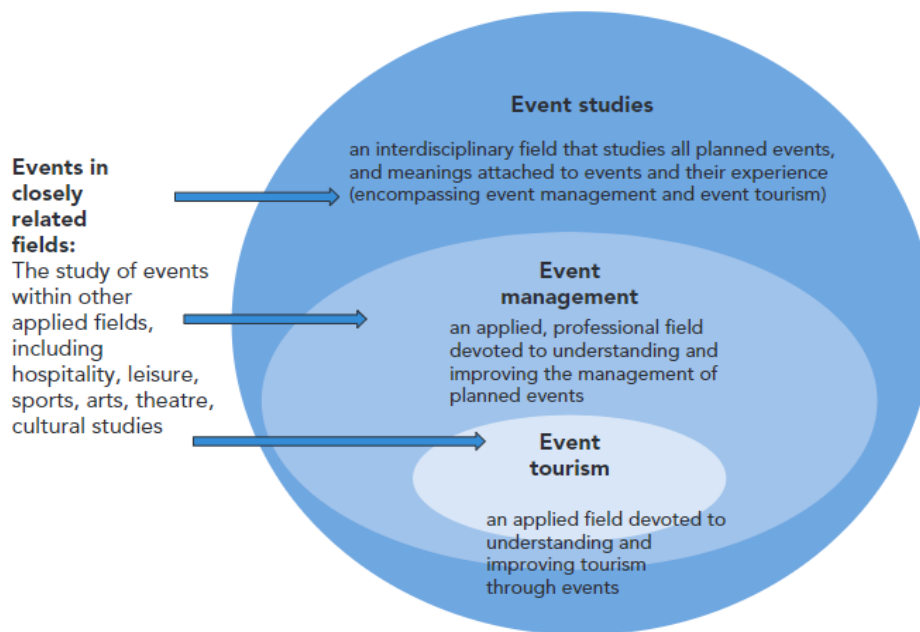 Events in
closely
related
fields:
The study of events
within other
applied fields,
including
hospitality, leisure,
sports, arts, theatre,
cultural studies
Event studies
an interdisciplinary field that studies all planned events,
and meanings attached to events and their experience
(encompassing event management and event tourism)
Event
management
an applied, professional field
devoted to understanding and
improving the management of
planned events
Event
tourism
an applied field devoted to
understanding and
improving tourism
through events